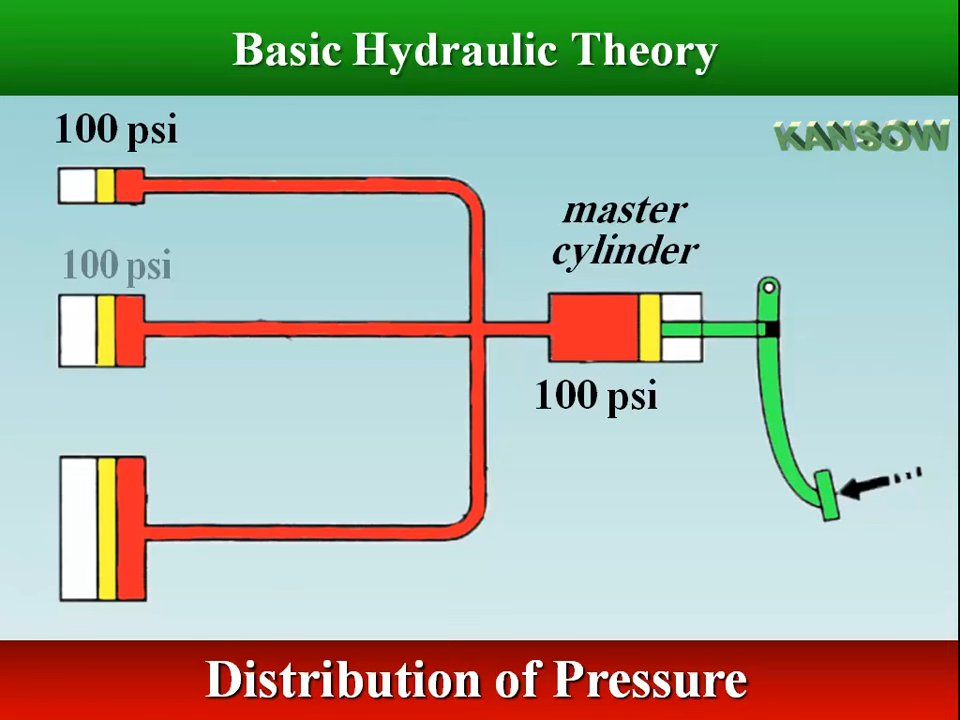 Basic Hydraulic Theory
100 psi
KANSOW
master
cylinder
100 psi
100 psi
Distribution of Pressure